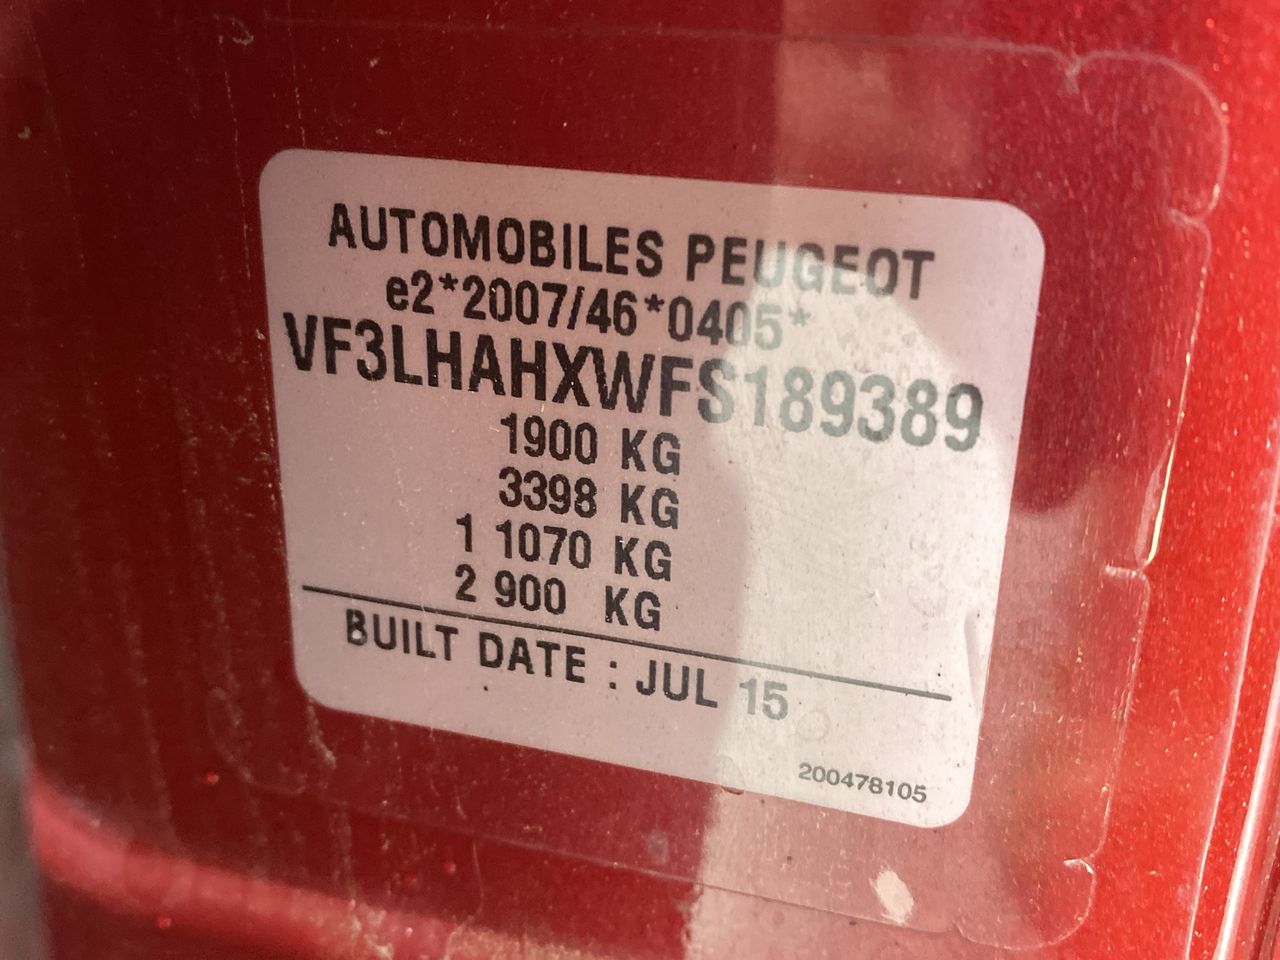 AUTOMOBILES PEUGEOT
e2*2007/46*0405*
VF3LHAHXWFS189389
1900 KG
3398 KG
1 1070 KG
2 900 KG
BUILT DATE : JUL 15
200478105